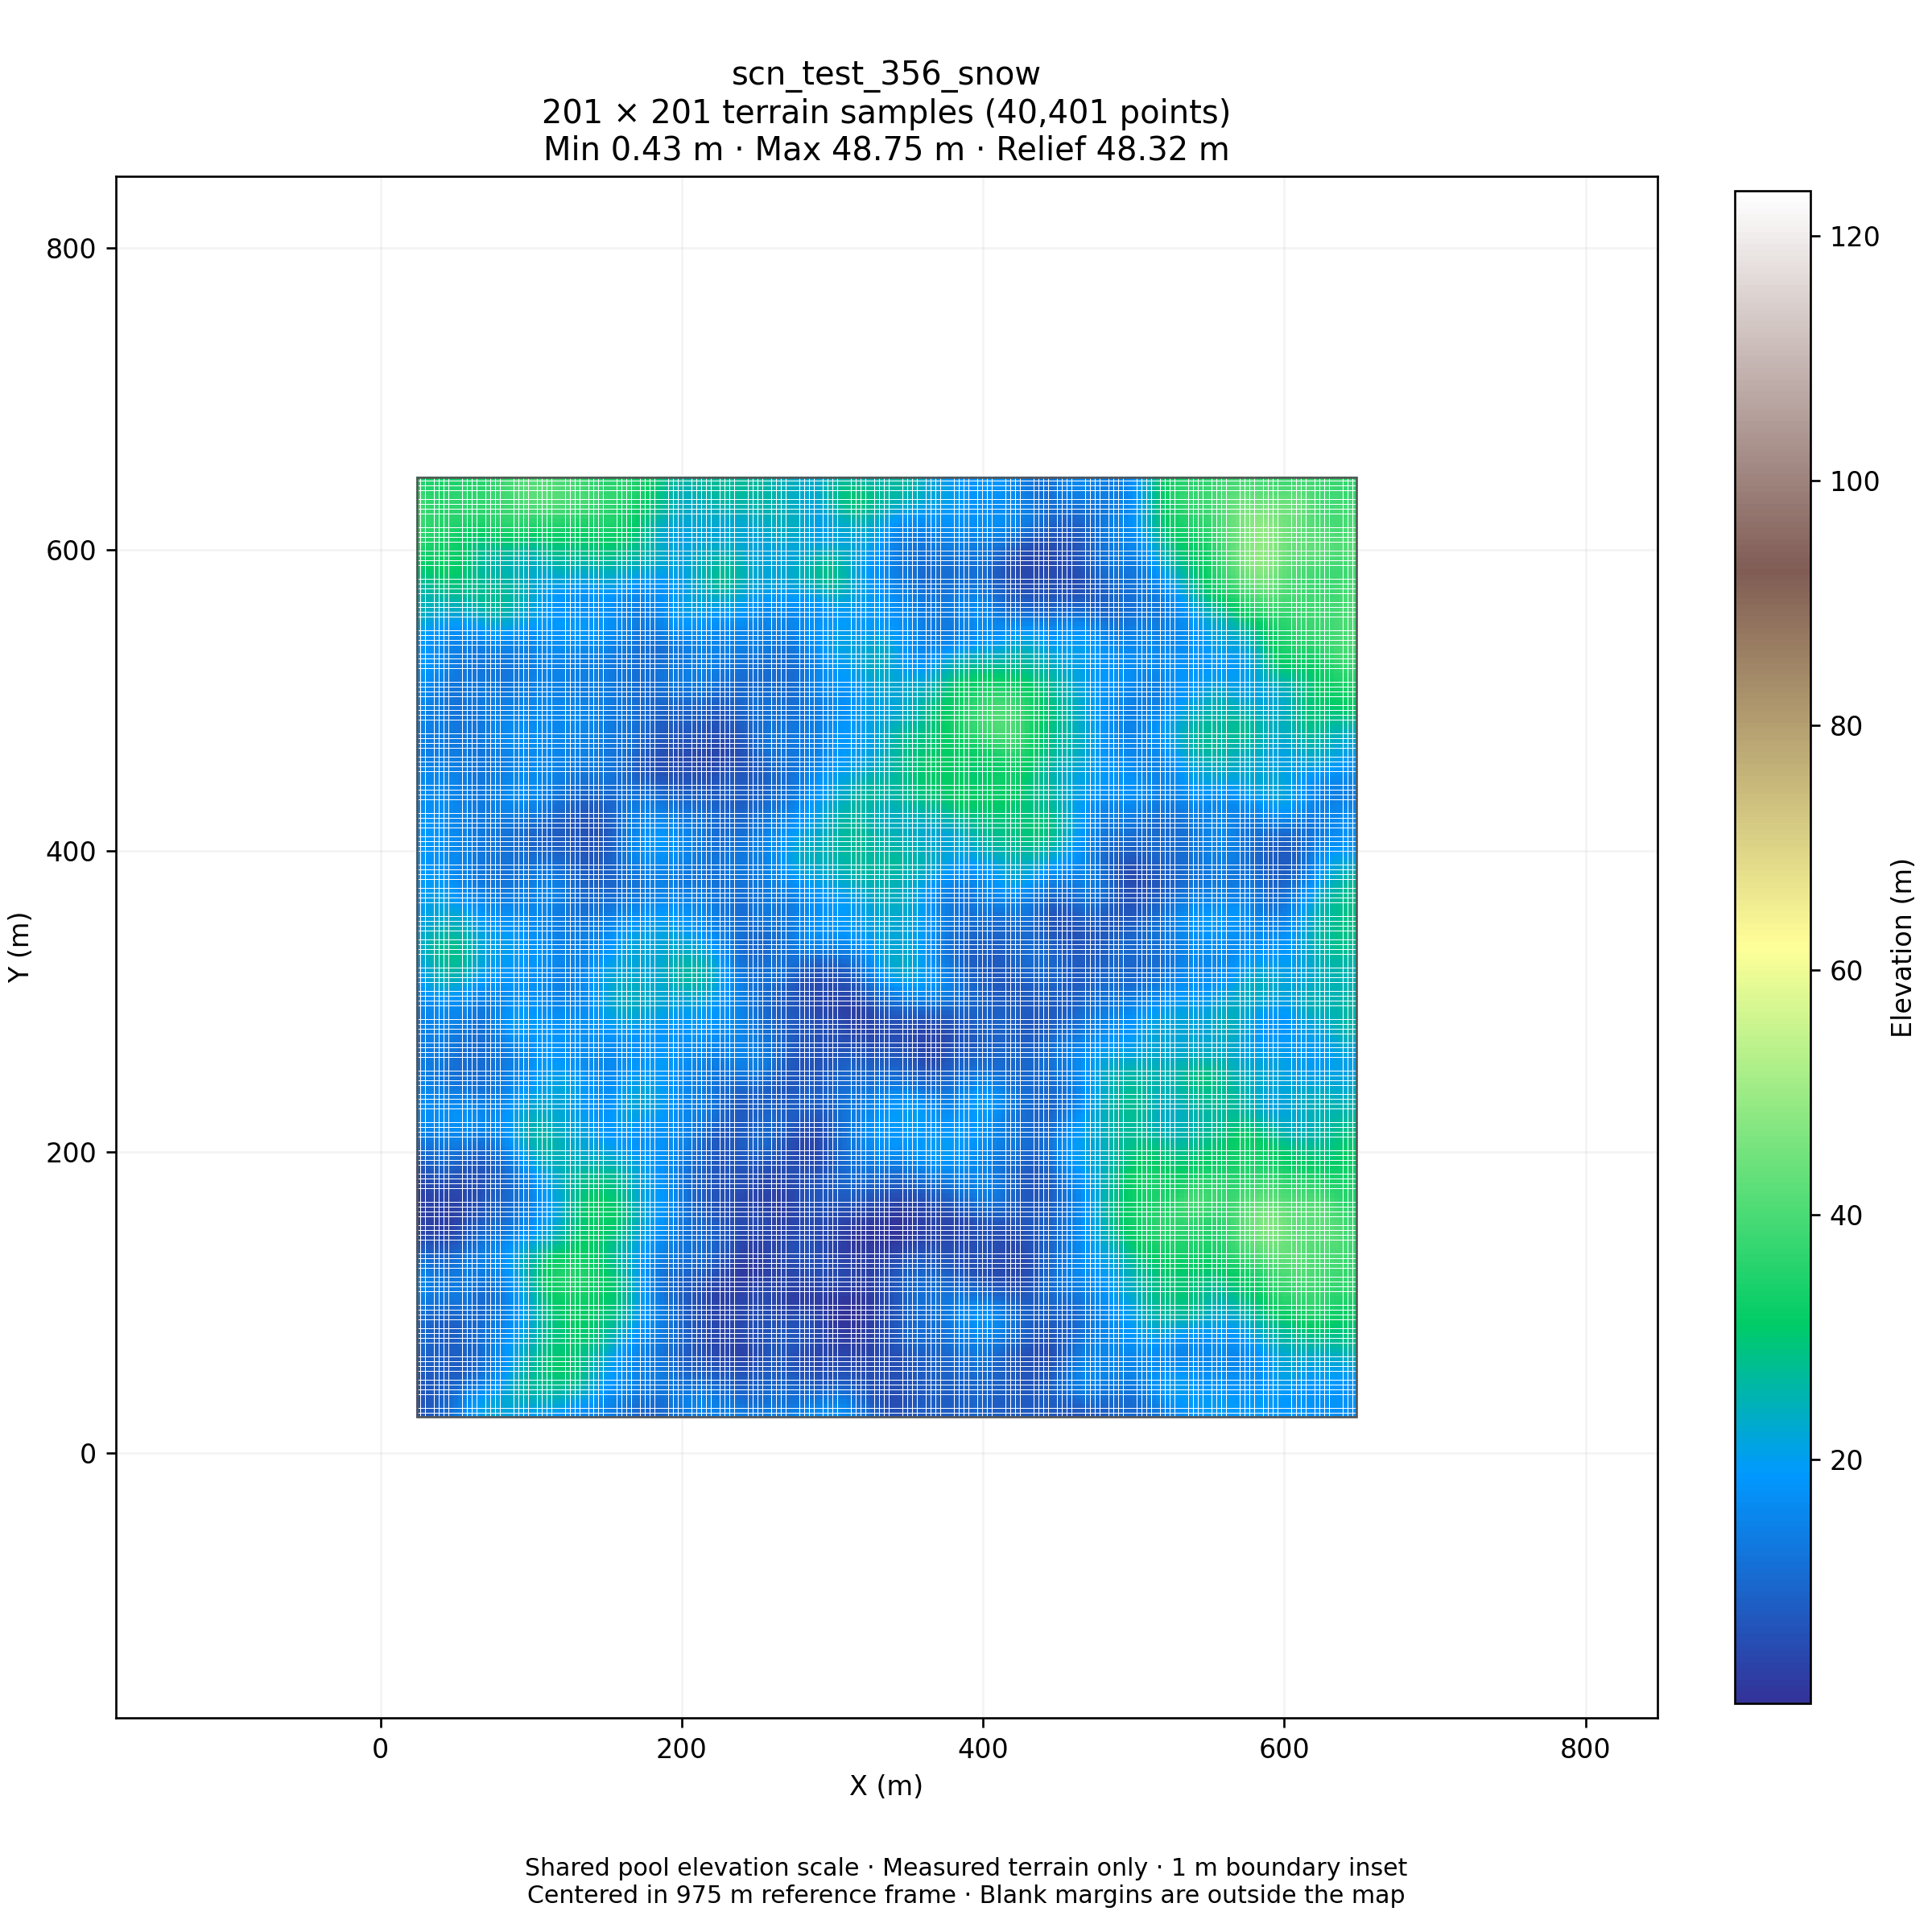 scn_test_356_snow
201 × 201 terrain samples (40,401 points)
Min 0.43 m · Max 48.75 m · Relief 48.32 m
800
600
400
200
0
Y (m)
0 200 400 600 800
X (m)
120
100
80
60
40
20
Elevation (m)
Shared pool elevation scale · Measured terrain only · 1 m boundary inset
Centered in 975 m reference frame · Blank margins are outside the map